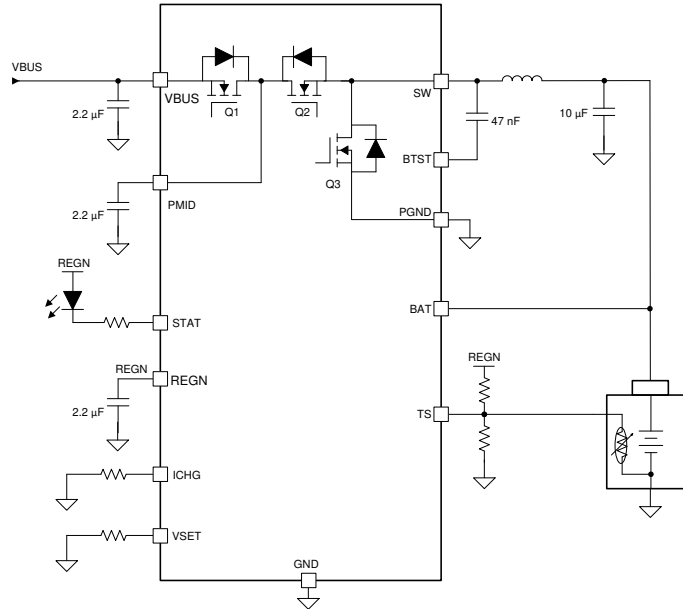 VBUS
2.2 µF
VBUS
Q1
Q2
SW
47 nF
10 µF
BTST
Q3
2.2 µF
PMID
PGND
REGN
STAT
BAT
REGN
REGN
REGN
2.2 µF
TS
ICHG
VSET
GND